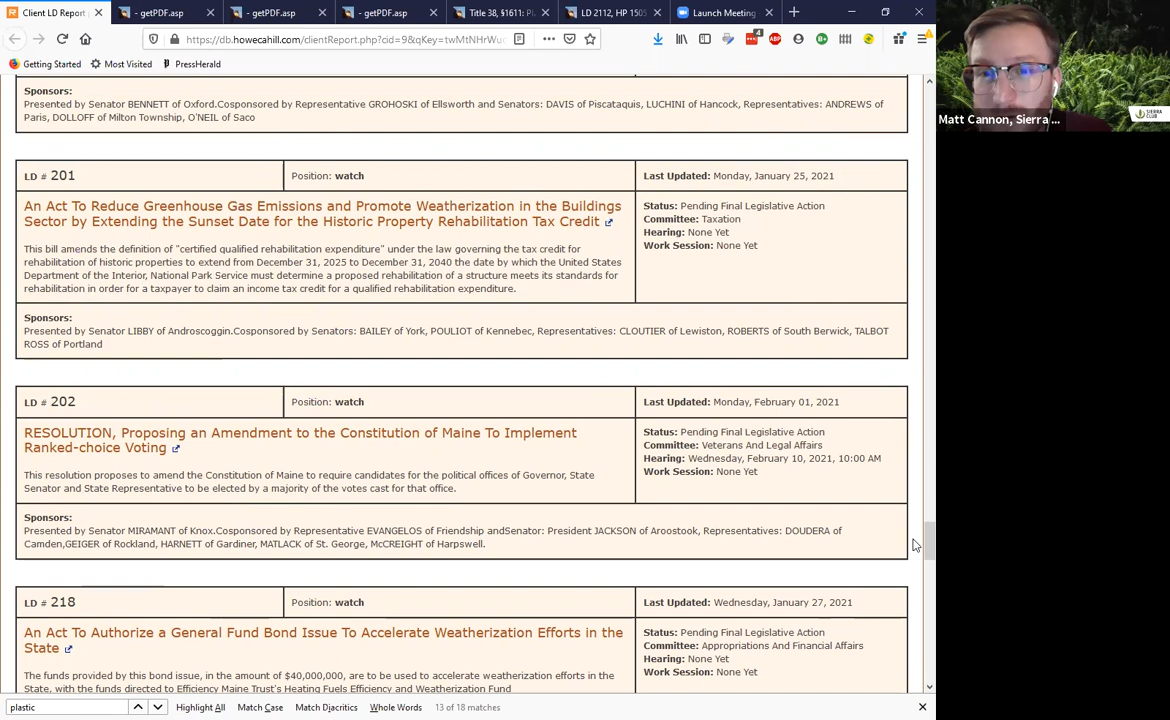 Client LD Report
- getPDF.asp
- getPDF.asp
- getPDF.asp
Title 38, §1611: Pl
LD 2112, HP 1505
Launch Meeting
https://db.howecahill.com/clientReport.php?cid=9&qKey=twMtNHrWu
Getting Started
Most Visited
PressHerald
Sponsors:
Presented by Senator BENNETT of Oxford.Cosponsored by Representative GROHOSKI of Ellsworth and Senators: DAVIS of Piscataquis, LUCHINI of Hancock, Representatives: ANDREWS of
Paris, DOLLOFF of Milton Township, O'NEIL of Saco
LD # 201
Position: watch
Last Updated: Monday, January 25, 2021
An Act To Reduce Greenhouse Gas Emissions and Promote Weatherization in the Buildings
Sector by Extending the Sunset Date for the Historic Property Rehabilitation Tax Credit
This bill amends the definition of "certified qualified rehabilitation expenditure" under the law governing the tax credit for
rehabilitation of historic properties to extend from December 31, 2025 to December 31, 2040 the date by which the United States
Department of the Interior, National Park Service must determine a proposed rehabilitation of a structure meets its standards for
rehabilitation in order for a taxpayer to claim an income tax credit for a qualified rehabilitation expenditure.
Status: Pending Final Legislative Action
Committee: Taxation
Hearing: None Yet
Work Session: None Yet
Sponsors:
Presented by Senator LIBBY of Androscoggin.Cosponsored by Senators: BAILEY of York, POULIOT of Kennebec, Representatives: CLOUTIER of Lewiston, ROBERTS of South Berwick, TALBOT
ROSS of Portland
LD # 202
Position: watch
Last Updated: Monday, February 01, 2021
RESOLUTION, Proposing an Amendment to the Constitution of Maine To Implement
Ranked-choice Voting
This resolution proposes to amend the Constitution of Maine to require candidates for the political offices of Governor, State
Senator and State Representative to be elected by a majority of the votes cast for that office.
Status: Pending Final Legislative Action
Committee: Veterans And Legal Affairs
Hearing: Wednesday, February 10, 2021, 10:00 AM
Work Session: None Yet
Sponsors:
Presented by Senator MIRAMANT of Knox.Cosponsored by Representative EVANGELOS of Friendship andSenator: President JACKSON of Aroostook, Representatives: DOUDERA of
Camden,GEIGER of Rockland, HARNETT of Gardiner, MATLACK of St. George, McCREIGHT of Harpswell.
LD # 218
Position: watch
Last Updated: Wednesday, January 27, 2021
An Act To Authorize a General Fund Bond Issue To Accelerate Weatherization Efforts in the
State
The funds provided by this bond issue, in the amount of $40,000,000, are to be used to accelerate weatherization efforts in the
State, with the funds directed to Efficiency Maine Trust's Heating Fuels Efficiency and Weatherization Fund
Status: Pending Final Legislative Action
Committee: Appropriations And Financial Affairs
Hearing: None Yet
Work Session: None Yet
plastic
Highlight All
Match Case
Match Diacritics
Whole Words
13 of 18 matches
Matt Cannon, Sierra ...
SIERRA
CLUB